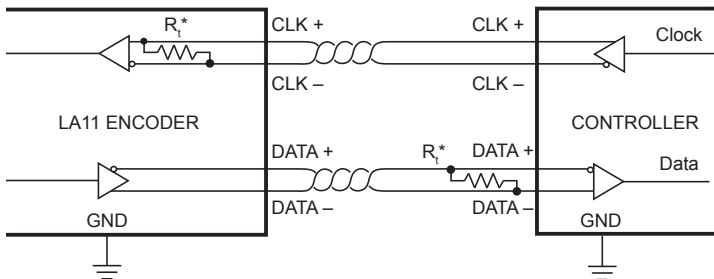 Rt*
CLK +
CLK +
Clock
CLK –
CLK –
LA11 ENCODER
CONTROLLER
DATA +
Rt*
DATA +
Data
DATA –
DATA –
GND
GND